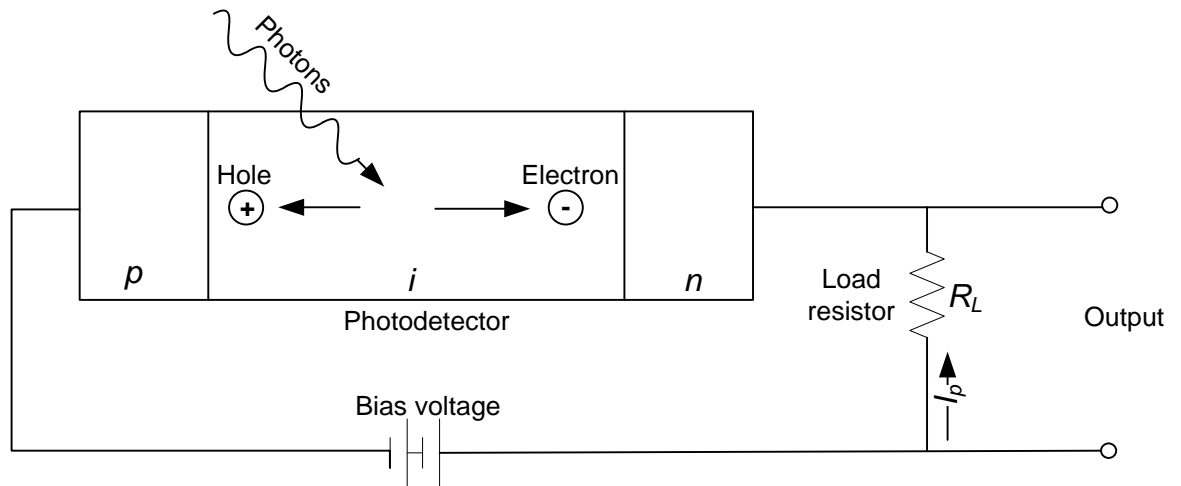 Photons
Hole
Electron
+
-
p
i
n
Photodetector
Load
resistor
R_L
Output
I_p
Bias voltage